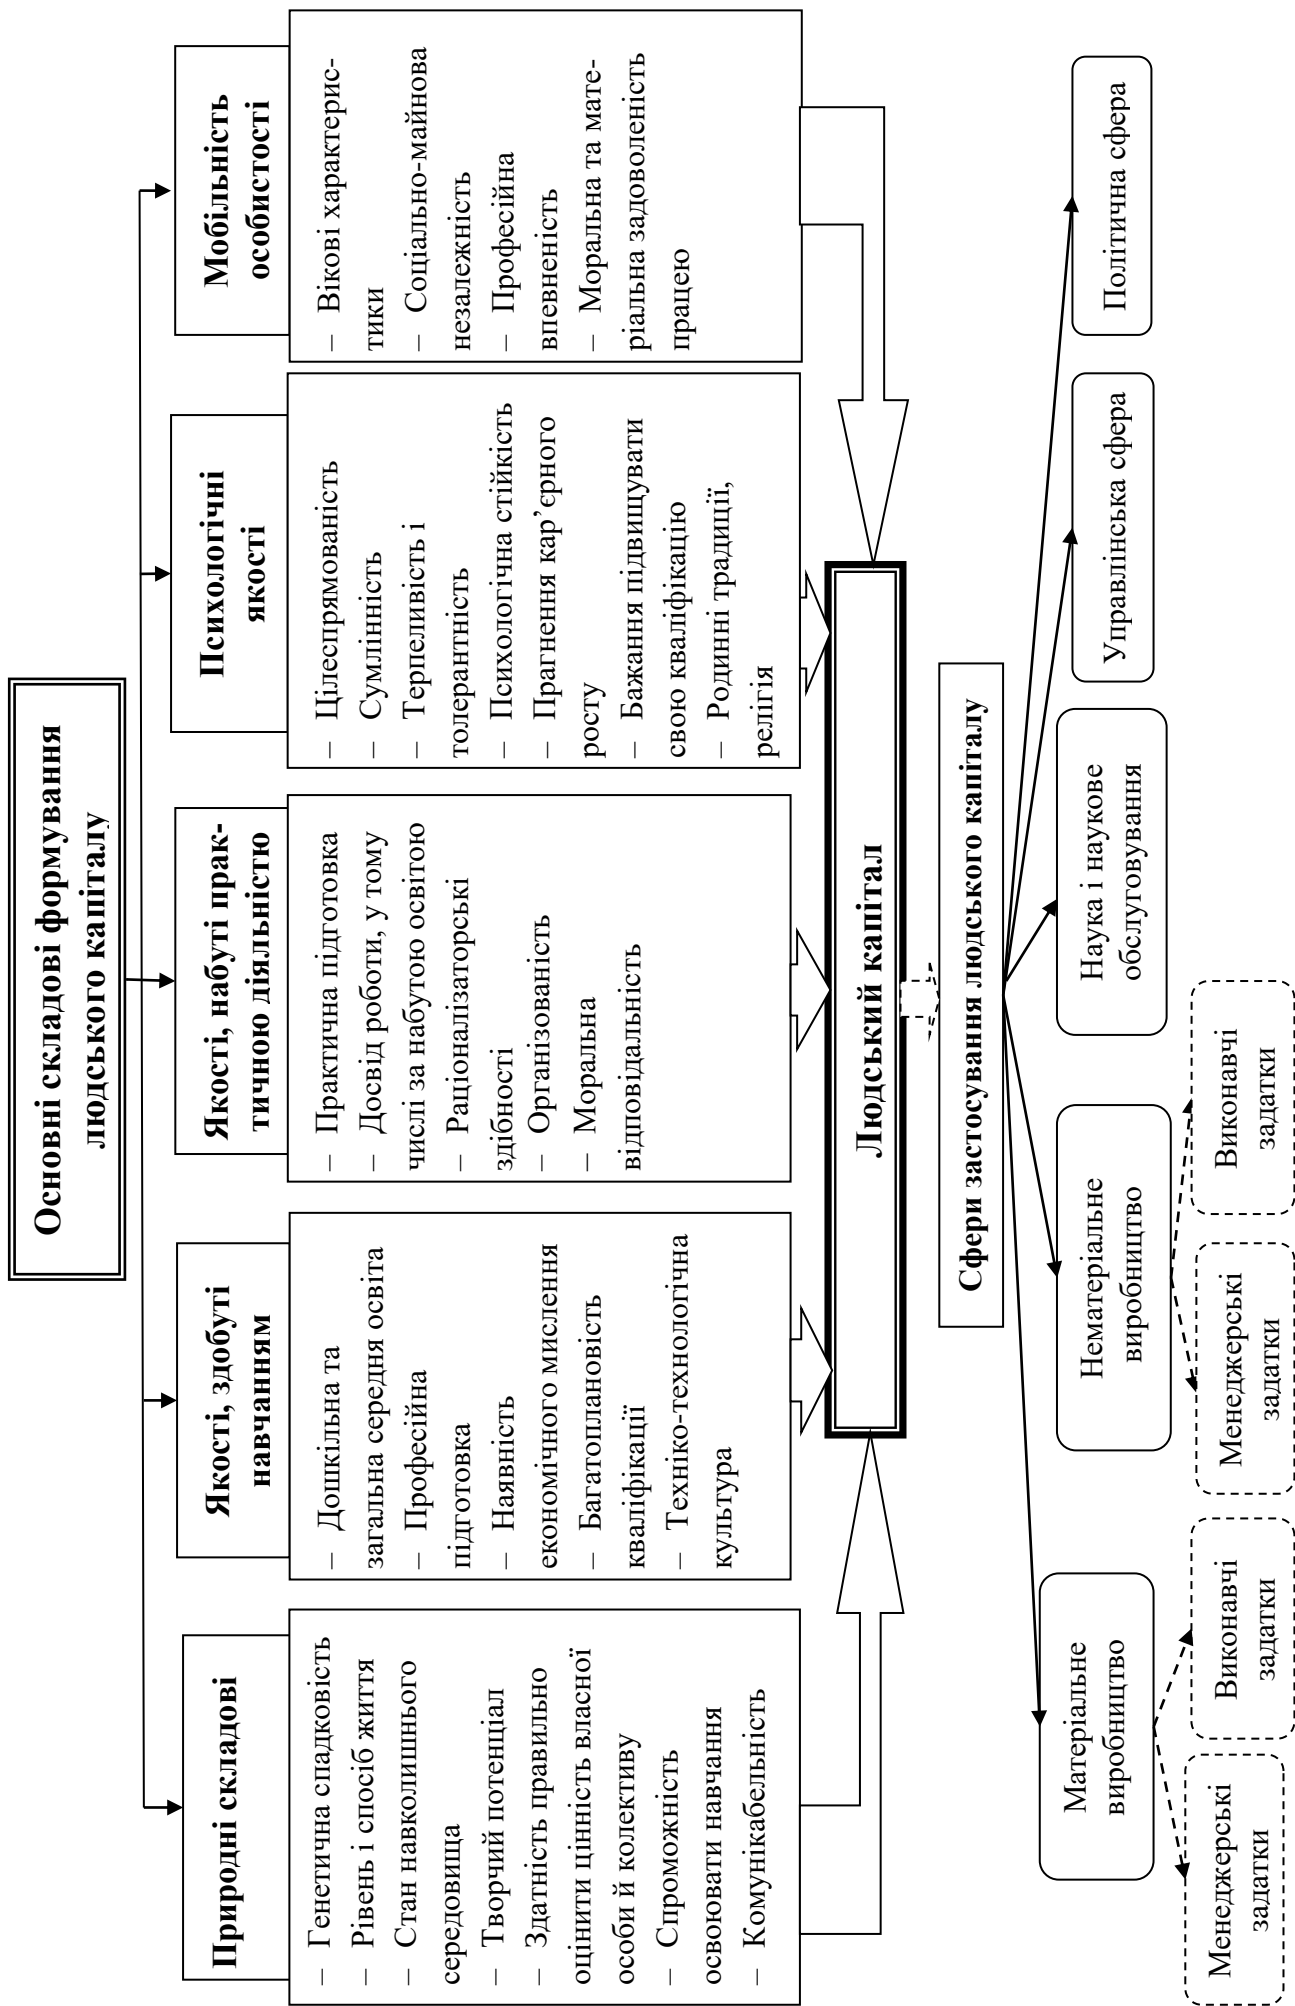 Основні складові формування
людського капіталу
Природні складові
– Генетична спадковість
– Рівень і спосіб життя
– Стан навколишнього
середовища
– Творчий потенціал
– Здатність правильно
оцінити цінність власної
особи й колективу
– Спроможність
освоювати навчання
– Комунікабельність
Якості, здобуті
навчанням
– Дошкільна та
загальна середня освіта
– Професійна
підготовка
– Наявність
економічного мислення
– Багатоплановість
кваліфікації
– Техніко-технологічна
культура
Якості, набуті прак-
тичною діяльністю
– Практична підготовка
– Досвід роботи, у тому
числі за набутою освітою
– Раціоналізаторські
здібності
– Організованість
– Моральна
відповідальність
Психологічні
якості
– Цілеспрямованість
– Сумлінність
– Терпеливість і
толерантність
– Психологічна стійкість
– Прагнення кар’єрного
росту
– Бажання підвищувати
свою кваліфікацію
– Родинні традиції,
релігія
Мобільність
особистості
– Вікові характерис-
тики
– Соціально-майнова
незалежність
– Професійна
впевненість
– Моральна та мате-
ріальна задоволеність
працею
Людський капітал
Сфери застосування людського капіталу
Матеріальне
виробництво
Нематеріальне
виробництво
Наука і наукове
обслуговування
Управлінська сфера
Політична сфера
Менеджерські
задатки
Виконавчі
задатки
Менеджерські
задатки
Виконавчі
задатки